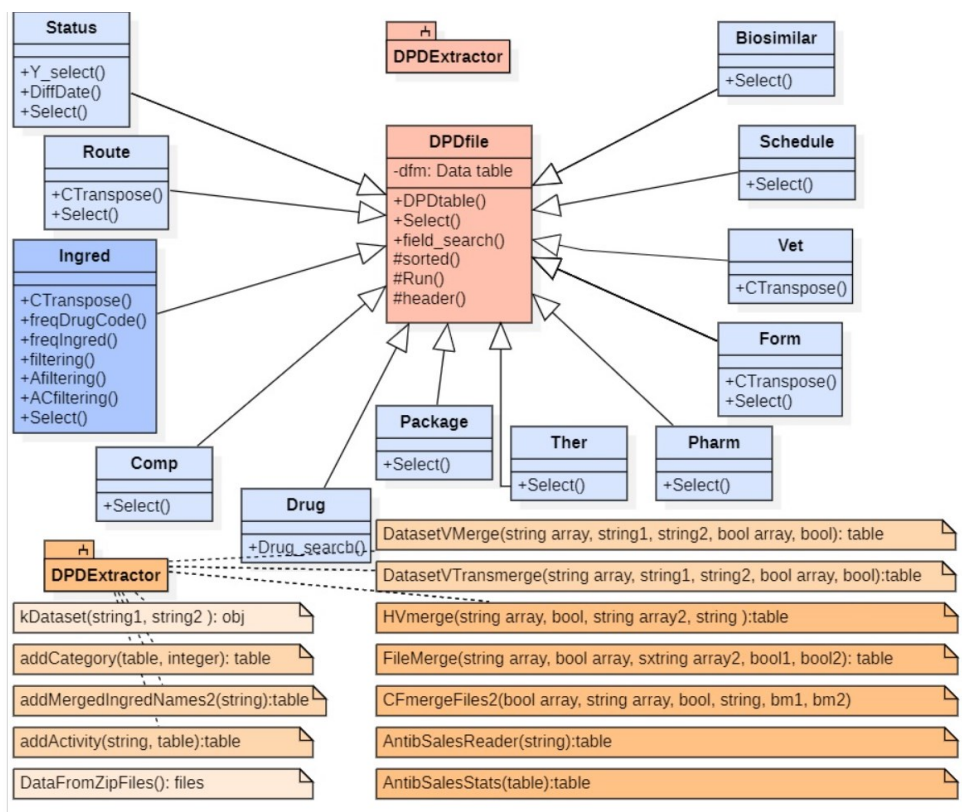 Status
+Y_select()
+DiffDate()
+Select()
DPDExtractor
Biosimilar
+Select()
Route
+CTranspose()
+Select()
DPDfile
-dfm: Data table
+DPDtable()
+Select()
+field_search()
#sorted()
#Run()
#header()
Schedule
+Select()
Ingred
+CTranspose()
+freqDrugCode()
+freqIngred()
+filtering()
+Afiltering()
+ACfiltering()
+Select()
Vet
+CTranspose()
Form
+CTranspose()
+Select()
Comp
+Select()
Drug
+Drug_search()
Package
+Select()
Ther
+Select()
Pharm
+Select()
DPDExtractor
kDataset(string1, string2 ): obj
addCategory(table, integer): table
addMergedIngredNames2(string):table
addActivity(string, table):table
DataFromZipFiles(): files
DatasetVMerge(string array, string1, string2, bool array, bool): table
DatasetVTransmerge(string array, string1, string2, bool array, bool):table
HVmerge(string array, bool, string array2, string ):table
FileMerge(string array, bool array, sxtring array2, bool1, bool2): table
CFmergeFiles2(bool array, string array, bool, string, bm1, bm2)
AntibSalesReader(string):table
AntibSalesStats(table):table